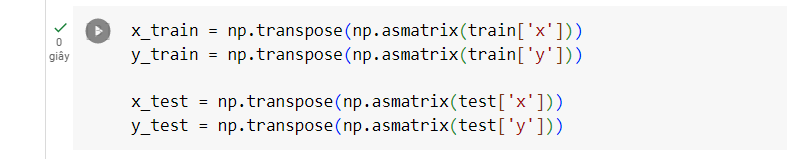 0
giây
x_train = np.transpose(np.asmatrix(train['x']))
y_train = np.transpose(np.asmatrix(train['y']))
x_test = np.transpose(np.asmatrix(test['x']))
y_test = np.transpose(np.asmatrix(test['y']))